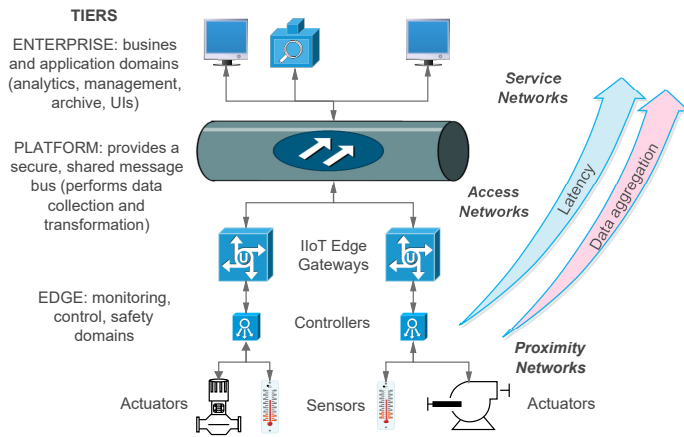 TIERS
ENTERPRISE: busines
and application domains
(analytics, management,
archive, UIs)
Service
Networks
PLATFORM: provides a
secure, shared message
bus (performs data
collection and
transformation)
Access
Networks
Latency
Data aggregation
IIoT Edge
Gateways
U
U
EDGE: monitoring,
control, safety
domains
Controllers
Proximity
Networks
Actuators
Sensors
Actuators